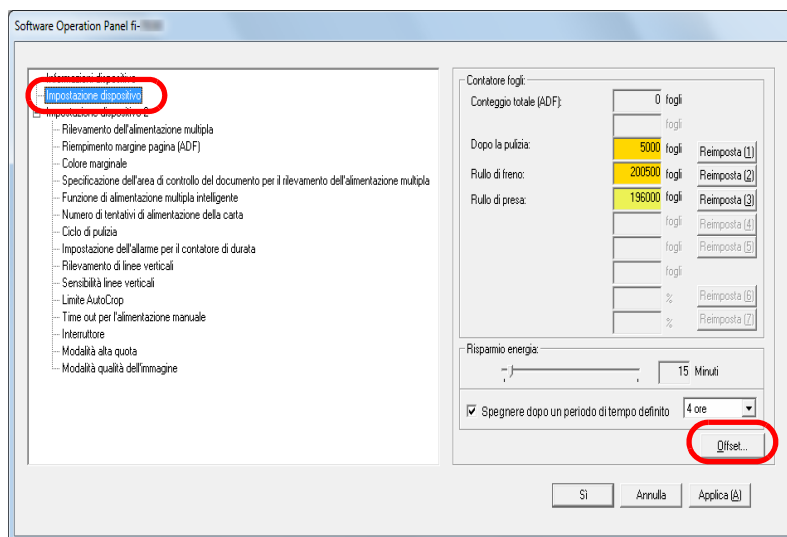 Software Operation Panel fi-
Informazioni dispositivo
Impostazione dispositivo
Impostazione dispositivo 2
Rilevamento dell'alimentazione multipla
Riempimento margine pagina (ADF)
Colore marginale
Specificazione dell'area di controllo del documento per il rilevamento dell'alimentazione multipla
Funzione di alimentazione multipla intelligente
Numero di tentativi di alimentazione della carta
Ciclo di pulizia
Impostazione dell'allarme per il contatore di durata
Rilevamento di linee verticali
Sensibilità linee verticali
Limite AutoCrop
Time out per l'alimentazione manuale
Interruttore
Modalità alta quota
Modalità qualità dell'immagine
Contatore fogli:
Conteggio totale (ADF): 0 fogli
fogli
Dopo la pulizia: 5000 fogli Reimposta (1)
Rullo di freno: 200500 fogli Reimposta (2)
Rullo di presa: 196000 fogli Reimposta (3)
fogli Reimposta (4)
fogli Reimposta (5)
fogli
% Reimposta (6)
% Reimposta (7)
Risparmio energia:
15 Minuti
Spegnere dopo un periodo di tempo definito 4 ore
Offset...
Sì Annulla Applica (A)